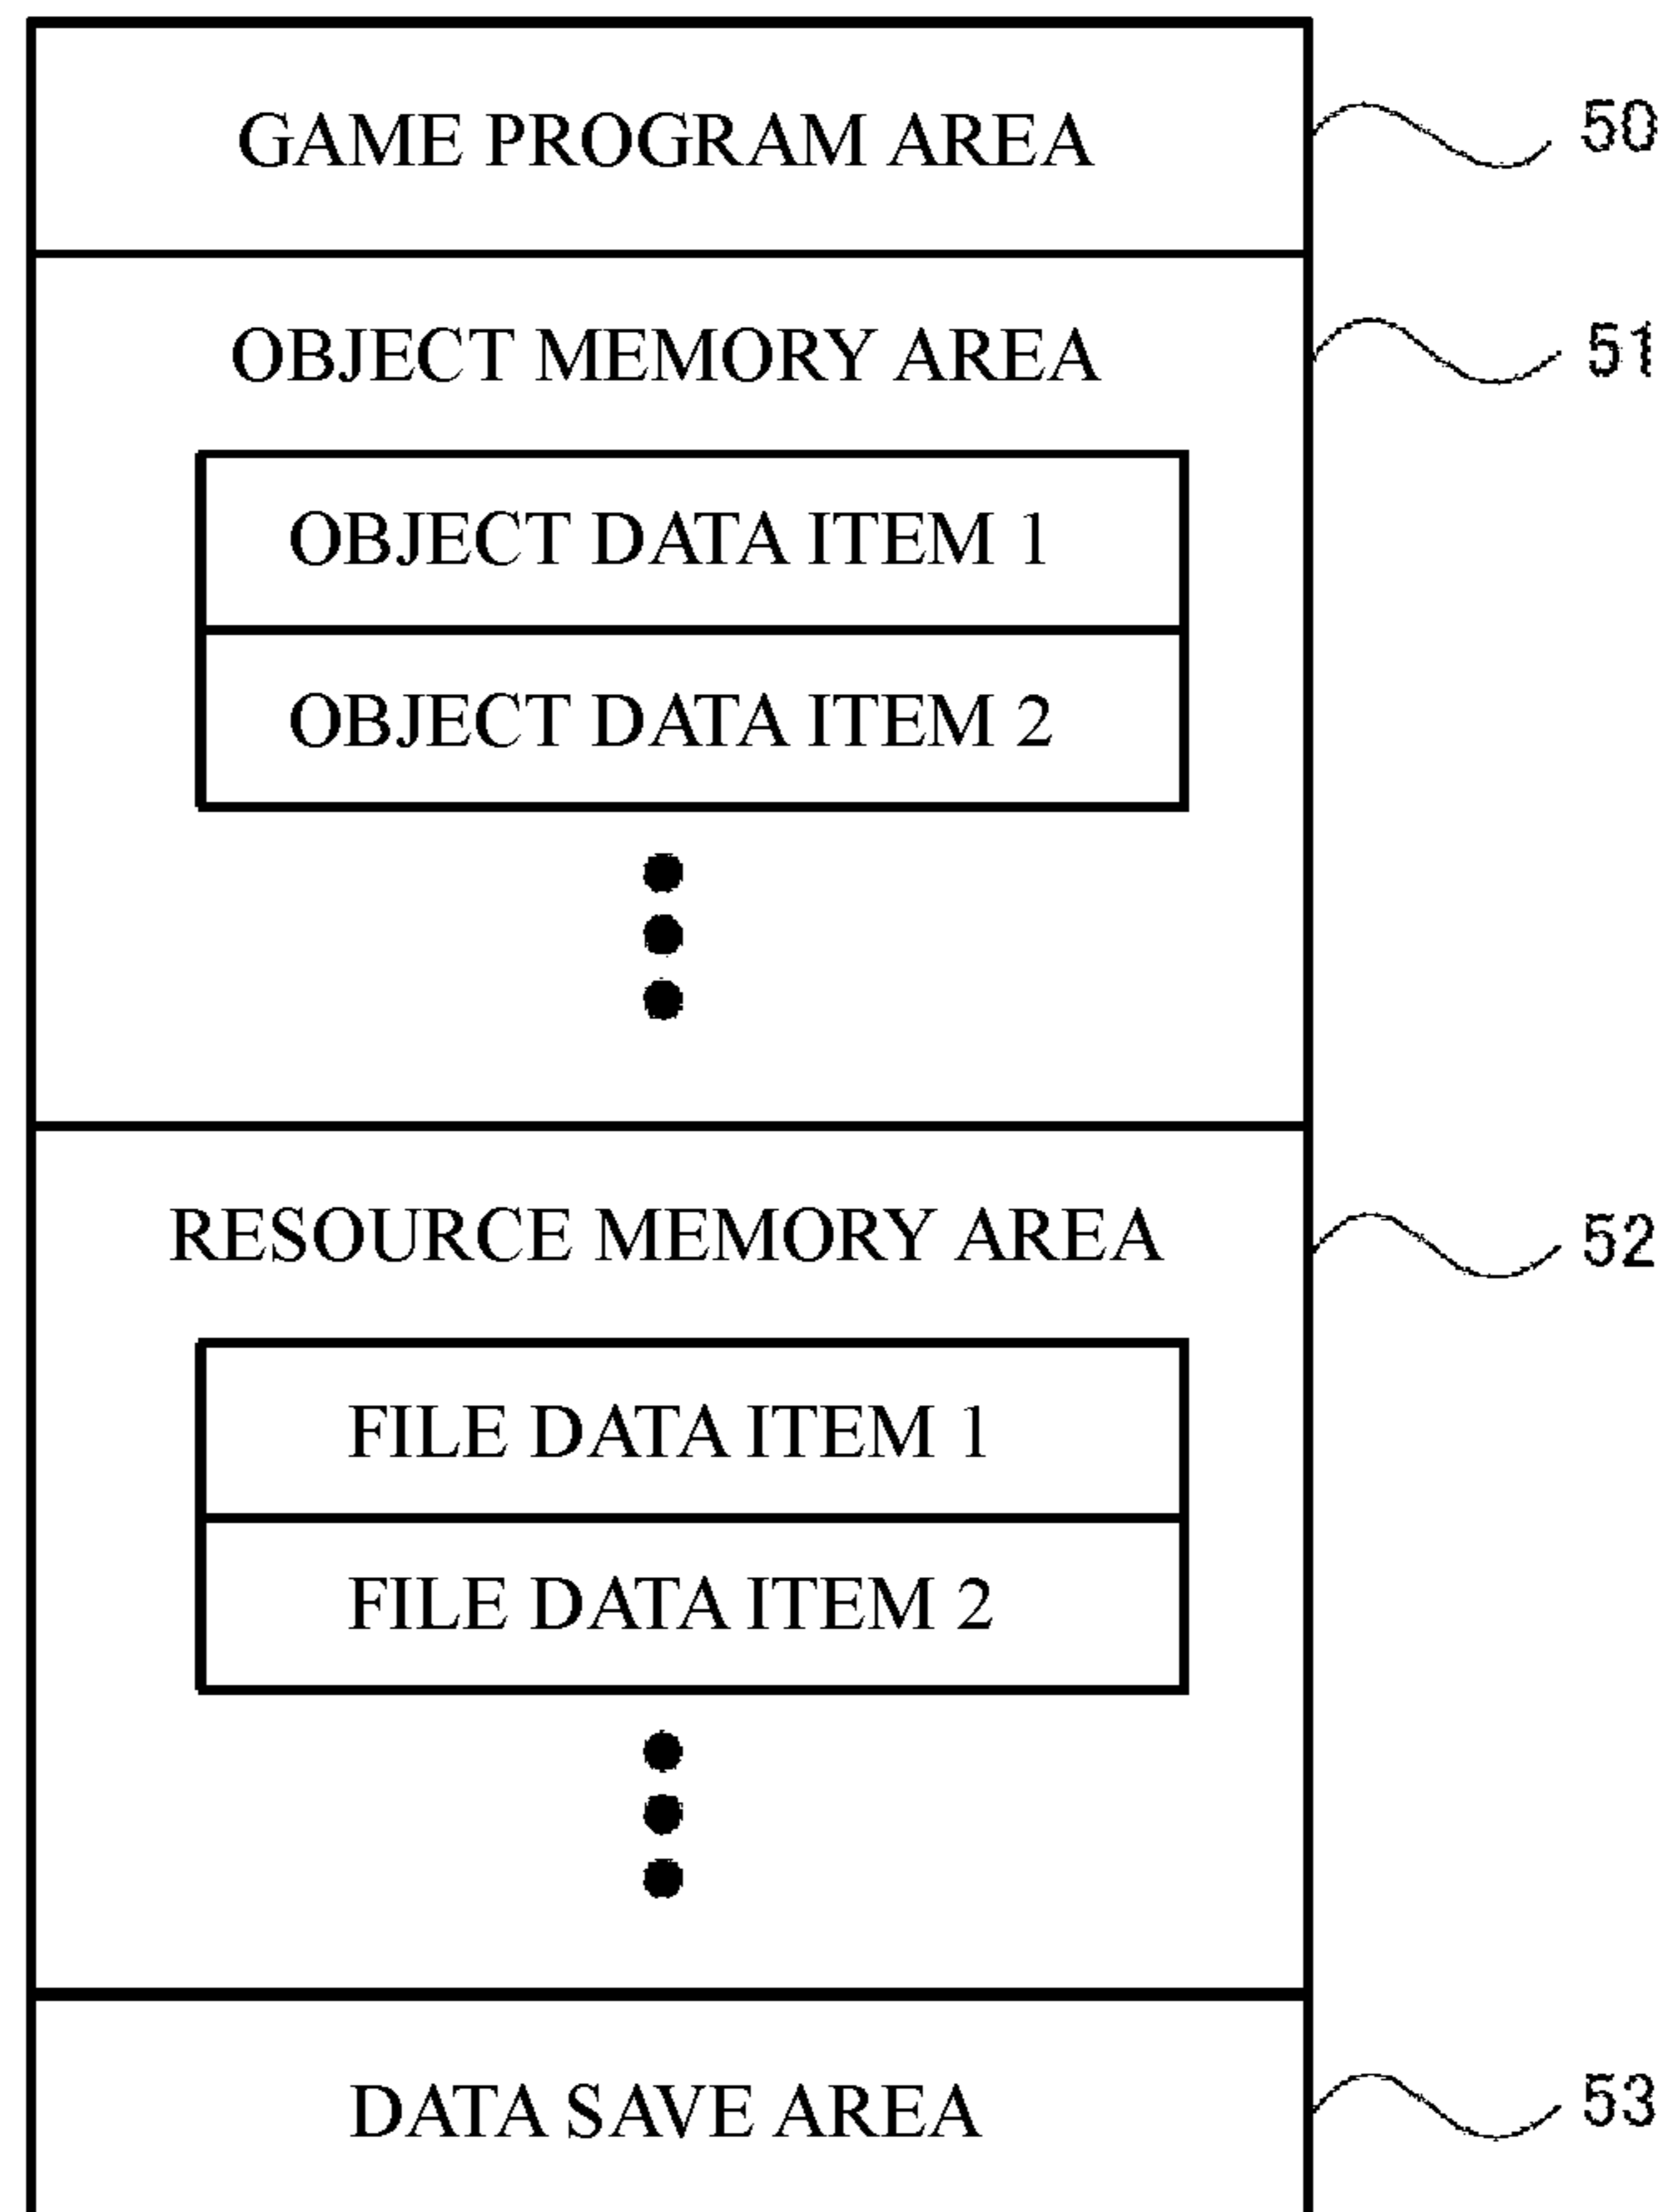 GAME PROGRAM AREA 50
OBJECT MEMORY AREA 51
OBJECT DATA ITEM 1
OBJECT DATA ITEM 2
RESOURCE MEMORY AREA 52
FILE DATA ITEM 1
FILE DATA ITEM 2
DATA SAVE AREA 53